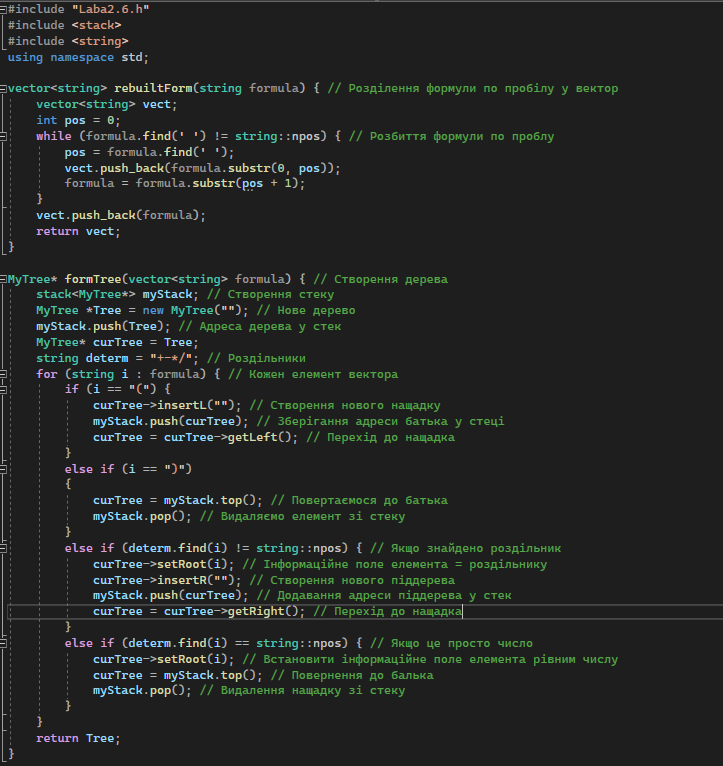 #include "Laba2.6.h"
#include <stack>
#include <string>
using namespace std;

vector<string> rebuiltForm(string formula) { // Розділення формули по пробілу у вектор
    vector<string> vect;
    int pos = 0;
    while (formula.find(' ') != string::npos) { // Розбиття формули по проблу
        pos = formula.find(' ');
        vect.push_back(formula.substr(0, pos));
        formula = formula.substr(pos + 1);
    }
    vect.push_back(formula);
    return vect;
}

MyTree* formTree(vector<string> formula) { // Створення дерева
    stack<MyTree*> myStack; // Створення стеку
    MyTree *Tree = new MyTree(""); // Нове дерево
    myStack.push(Tree); // Адреса дерева у стек
    MyTree* curTree = Tree;
    string determ = "+-*/"; // Роздільники
    for (string i : formula) { // Кожен елемент вектора
        if (i == "(") {
            curTree->insertL(""); // Створення нового нащадку
            myStack.push(curTree); // Зберігання адреси батька у стеці
            curTree = curTree->getLeft(); // Перехід до нащадка
        }
        else if (i == ")")
        {
            curTree = myStack.top(); // Повертаємося до батька
            myStack.pop(); // Видаляємо елемент зі стеку
        }
        else if (determ.find(i) != string::npos) { // Якщо знайдено роздільник
            curTree->setRoot(i); // Інформаційне поле елемента = роздільнику
            curTree->insertR(""); // Створення нового піддерева
            myStack.push(curTree); // Додавання адреси піддерева у стек
            curTree = curTree->getRight(); // Перехід до нащадка
        }
        else if (determ.find(i) == string::npos) { // Якщо це просто число
            curTree->setRoot(i); // Встановити інформаційне поле елемента рівним числу
            curTree = myStack.top(); // Повернення до балька
            myStack.pop(); // Видалення нащадку зі стеку
        }
    }
    return Tree;
}